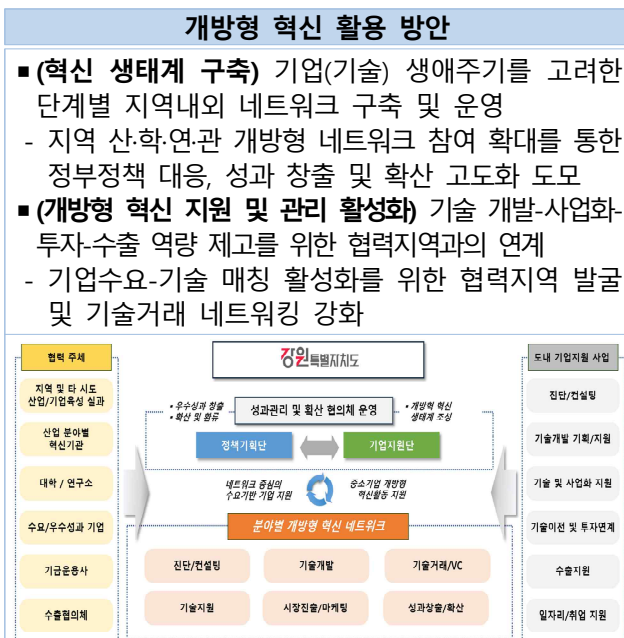 개방형 혁신 활용 방안
▪ (혁신 생태계 구축) 기업(기술) 생애주기를 고려한
단계별 지역내외 네트워크 구축 및 운영
- 지역 산·학·연·관 개방형 네트워크 참여 확대를 통한
정부정책 대응, 성과 창출 및 확산 고도화 도모
▪ (개방형 혁신 지원 및 관리 활성화) 기술 개발-사업화-
투자-수출 역량 제고를 위한 협력지역과의 연계
- 기업수요-기술 매칭 활성화를 위한 협력지역 발굴
및 기술거래 네트워킹 강화
협력 주체
지역 및 타 시도
산업/기업육성 실과
산업 분야별
혁신기관
대학 / 연구소
수요/우수성과 기업
기금운용사
수출협의체
강원특별자치도
• 우수성과 창출
• 확산 및 환류
성과관리 및 확산 협의체 운영
• 개방형 혁신
생태계 조성
정책기획단
기업지원단
네트워크 중심의
수요기반 기업 지원
중소기업 개방형
혁신활동 지원
분야별 개방형 혁신 네트워크
진단/컨설팅
기술개발
기술거래/VC
기술지원
시장진출/마케팅
성과창출/확산
도내 기업지원 사업
진단/컨설팅
기술개발 기획/지원
기술 및 사업화 지원
기술이전 및 투자연계
수출지원
일자리/취업 지원